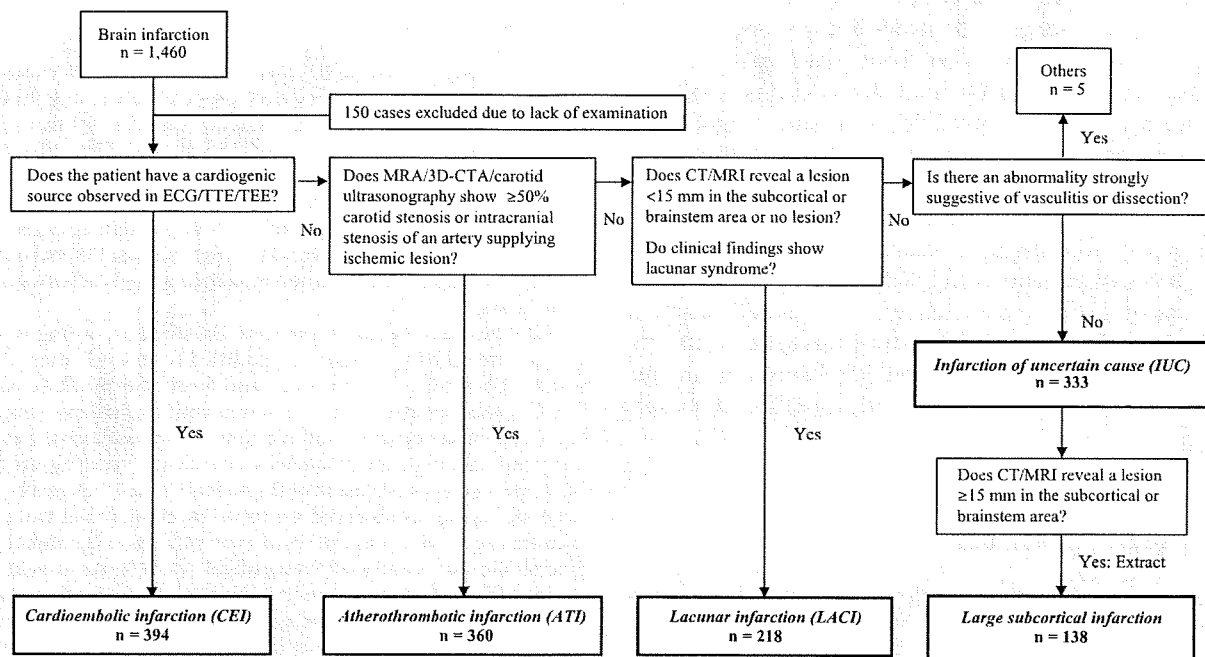 Brain infarction
n = 1,460
Others
n = 5
150 cases excluded due to lack of examination
Yes
Does the patient have a cardiogenic
source observed in ECG/TTE/TEE?
No
Does MRA/3D-CTA/carotid
ultrasonography show ≥50%
carotid stenosis or intracranial
stenosis of an artery supplying
ischemic lesion?
No
Does CT/MRI reveal a lesion
<15 mm in the subcortical or
brainstem area or no lesion?
Do clinical findings show
lacunar syndrome?
No
Is there an abnormality strongly
suggestive of vasculitis or dissection?
No
Infarction of uncertain cause (IUC)
n = 333
Yes
Yes
Yes
Does CT/MRI reveal a lesion
≥15 mm in the subcortical or
brainstem area?
Yes: Extract
Cardioembolic infarction (CEI)
n = 394
Atherothrombotic infarction (ATI)
n = 360
Lacunar infarction (LACI)
n = 218
Large subcortical infarction
n = 138